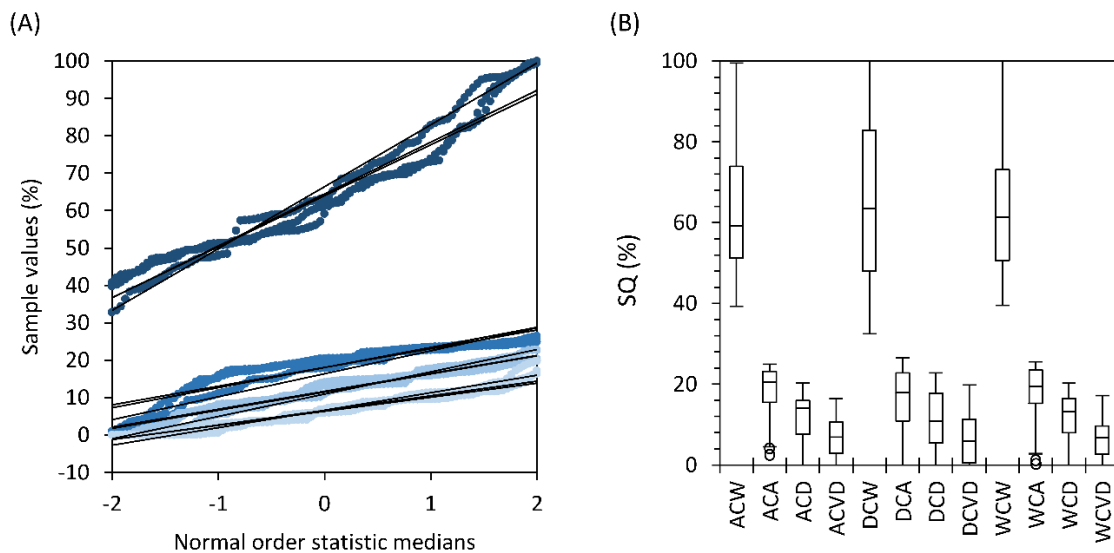 (A)
(B)
100
90
80
70
60
50
40
30
20
10
0
-10
-2
-1
0
1
2
Sample values (%)
Normal order statistic medians
100
80
60
40
20
0
SQ (%)
ACW
ACA
ACD
ACVD
DCW
DCA
DCD
DCVD
WCW
WCA
WCD
WCVD